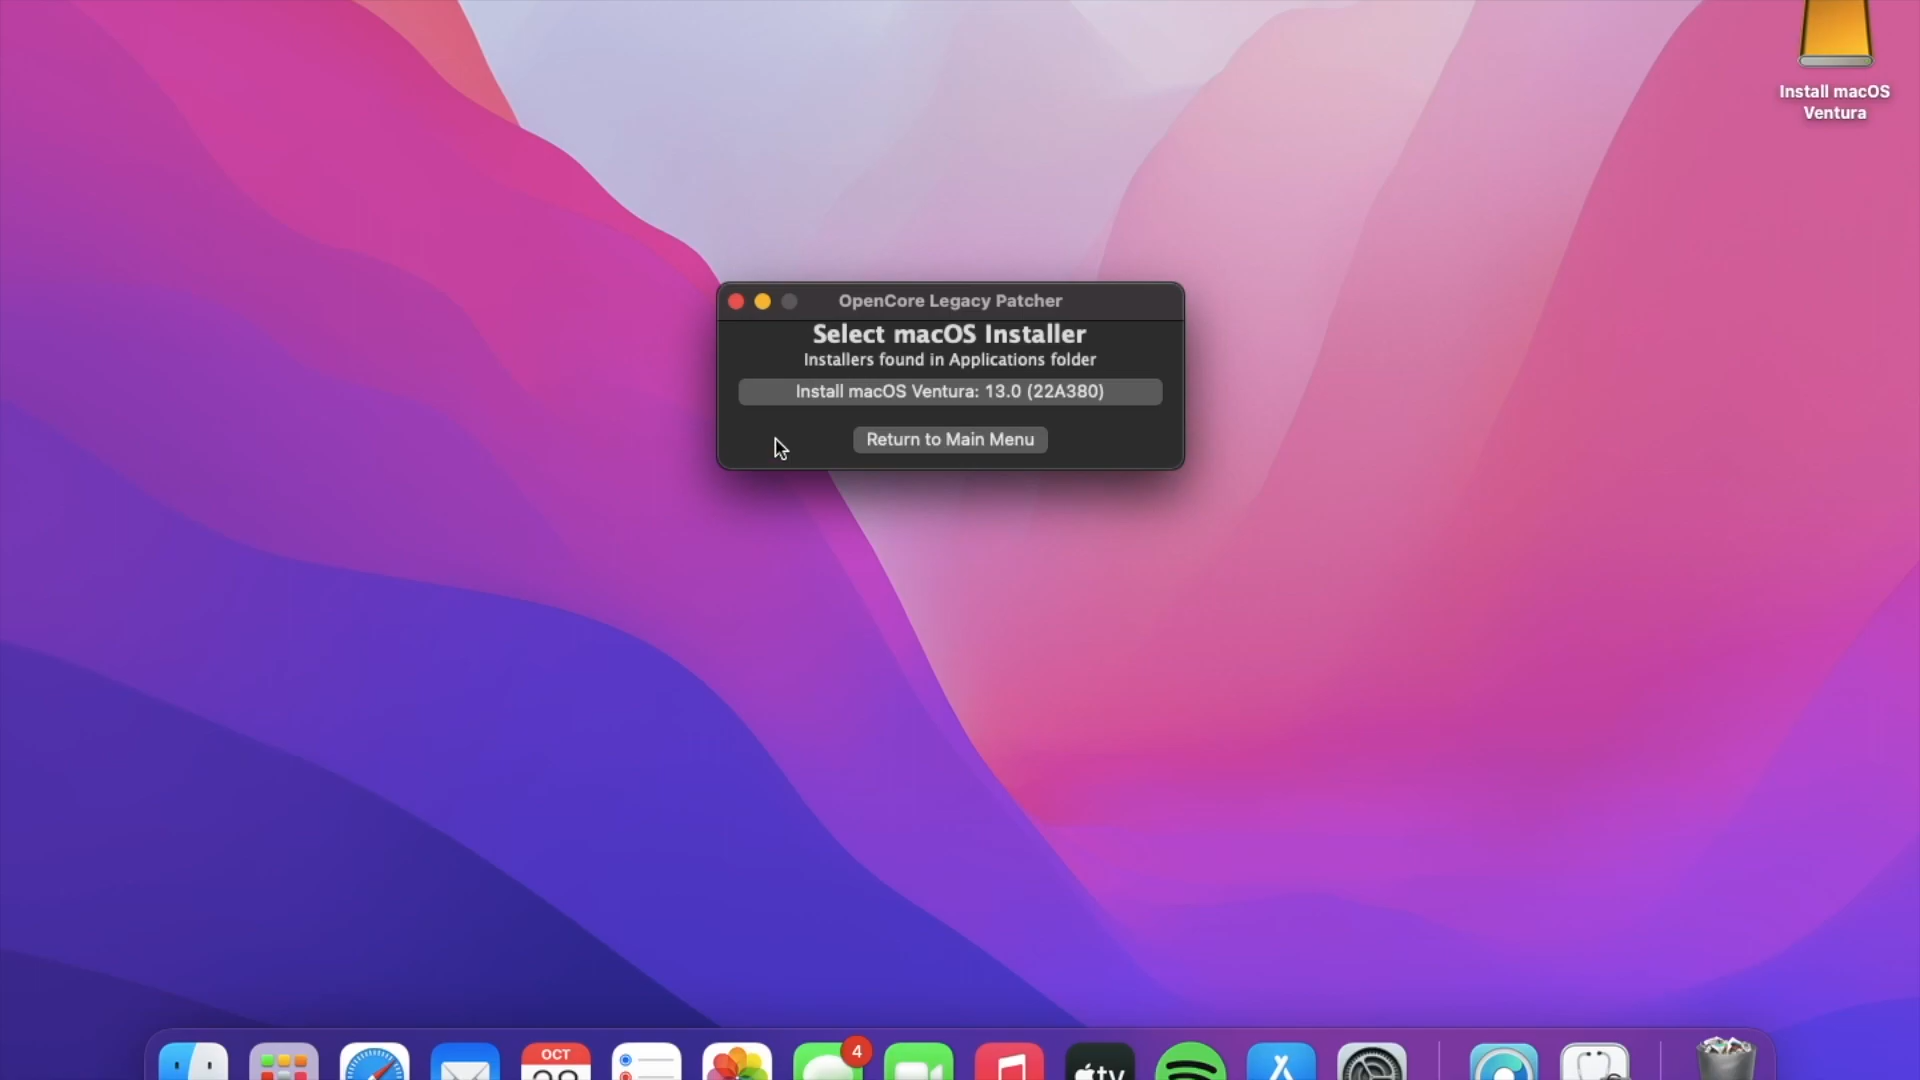 Install macOS
Ventura
OpenCore Legacy Patcher
Select macOS Installer
Installers found in Applications folder
Install macOS Ventura: 13.0 (22A380)
Return to Main Menu
OCT
4
tv